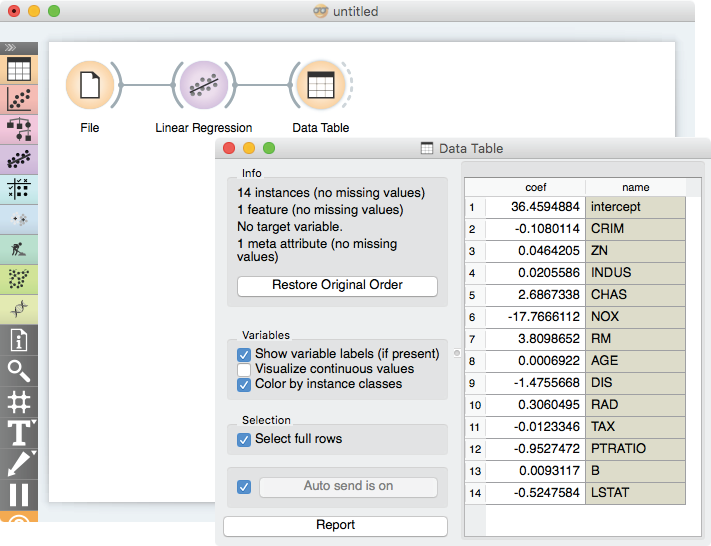 untitled
File
Linear Regression
Data Table
Data Table
Info
14 instances (no missing values)
1 feature (no missing values)
No target variable.
1 meta attribute (no missing
values)
Restore Original Order
Variables
Show variable labels (if present)
Visualize continuous values
Color by instance classes
Selection
Select full rows
Auto send is on
Report
coef name
1 36.4594884 intercept
2 -0.1080114 CRIM
3 0.0464205 ZN
4 0.0205586 INDUS
5 2.6867338 CHAS
6 -17.7666112 NOX
7 3.8098652 RM
8 0.0006922 AGE
9 -1.4755668 DIS
10 0.3060495 RAD
11 -0.0123346 TAX
12 -0.9527472 PTRATIO
13 0.0093117 B
14 -0.5247584 LSTAT